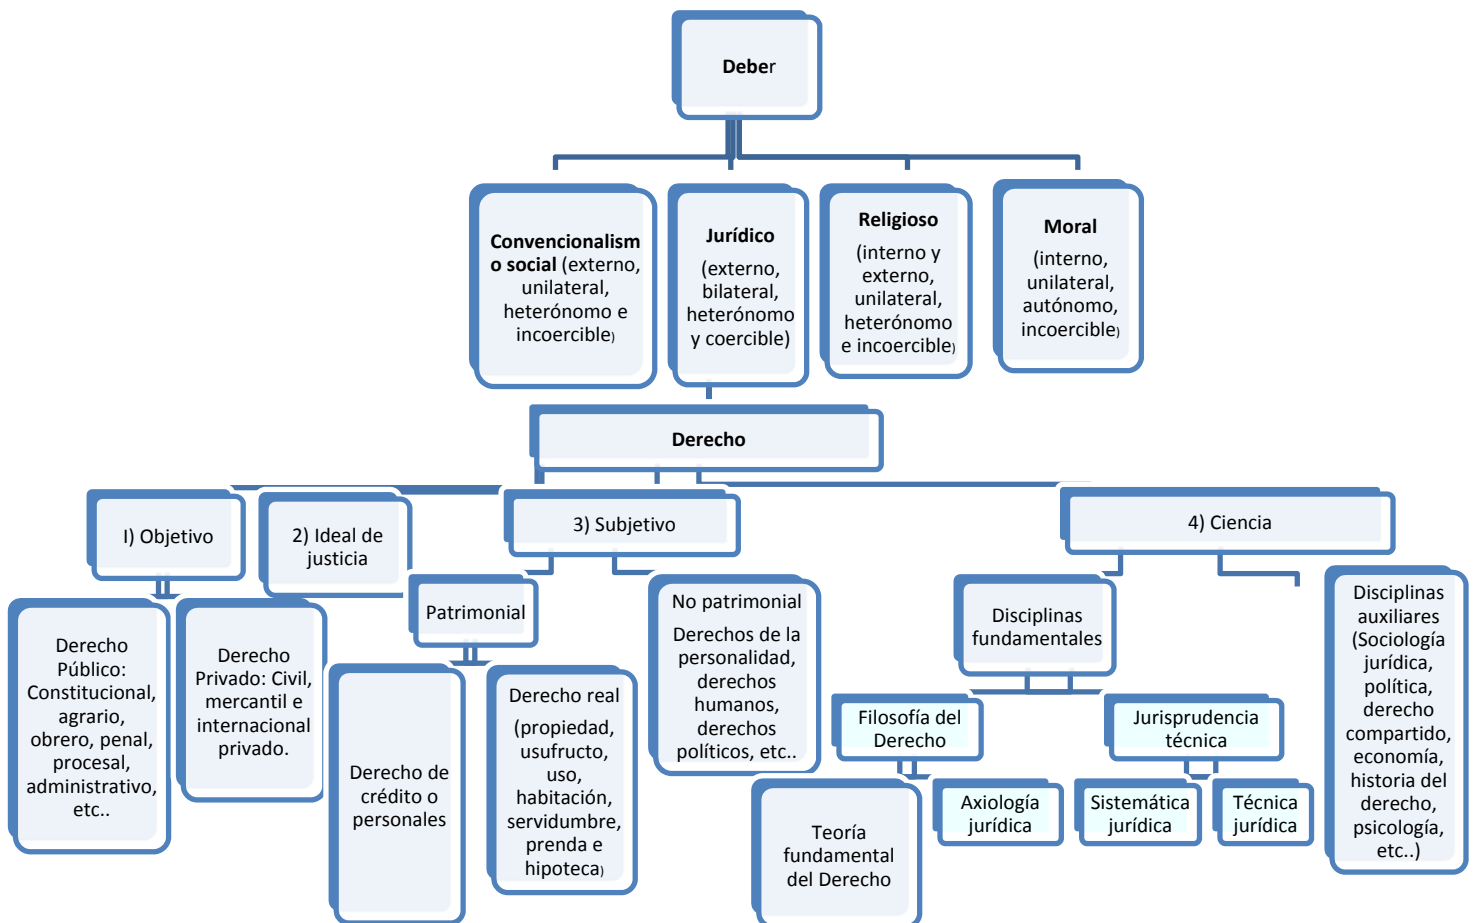 Deber
Convencionalism
o social (externo,
unilateral,
heterónomo e
incoercible)
Jurídico
(externo,
bilateral,
heterónomo
y coercible)
Religioso
(interno y
externo,
unilateral,
heterónomo
e incoercible)
Moral
(interno,
unilateral,
autónomo,
incoercible)
Derecho
I) Objetivo
2) Ideal de
justicia
3) Subjetivo
4) Ciencia
Derecho
Público:
Constitucional,
agrario,
obrero, penal,
procesal,
administrativo,
etc..
Derecho
Privado: Civil,
mercantil e
internacional
privado.
Patrimonial
No patrimonial
Derechos de la
personalidad,
derechos
humanos,
derechos
políticos, etc..
Derecho de
crédito o
personales
Derecho real
(propiedad,
usufructo,
uso,
habitación,
servidumbre,
prenda e
hipoteca)
Disciplinas
fundamentales
Disciplinas
auxiliares
(Sociología
jurídica,
política,
derecho
compartido,
economía,
historia del
derecho,
psicología,
etc..)
Filosofía del
Derecho
Jurisprudencia
técnica
Teoría
fundamental
del Derecho
Axiología
jurídica
Sistemática
jurídica
Técnica
jurídica